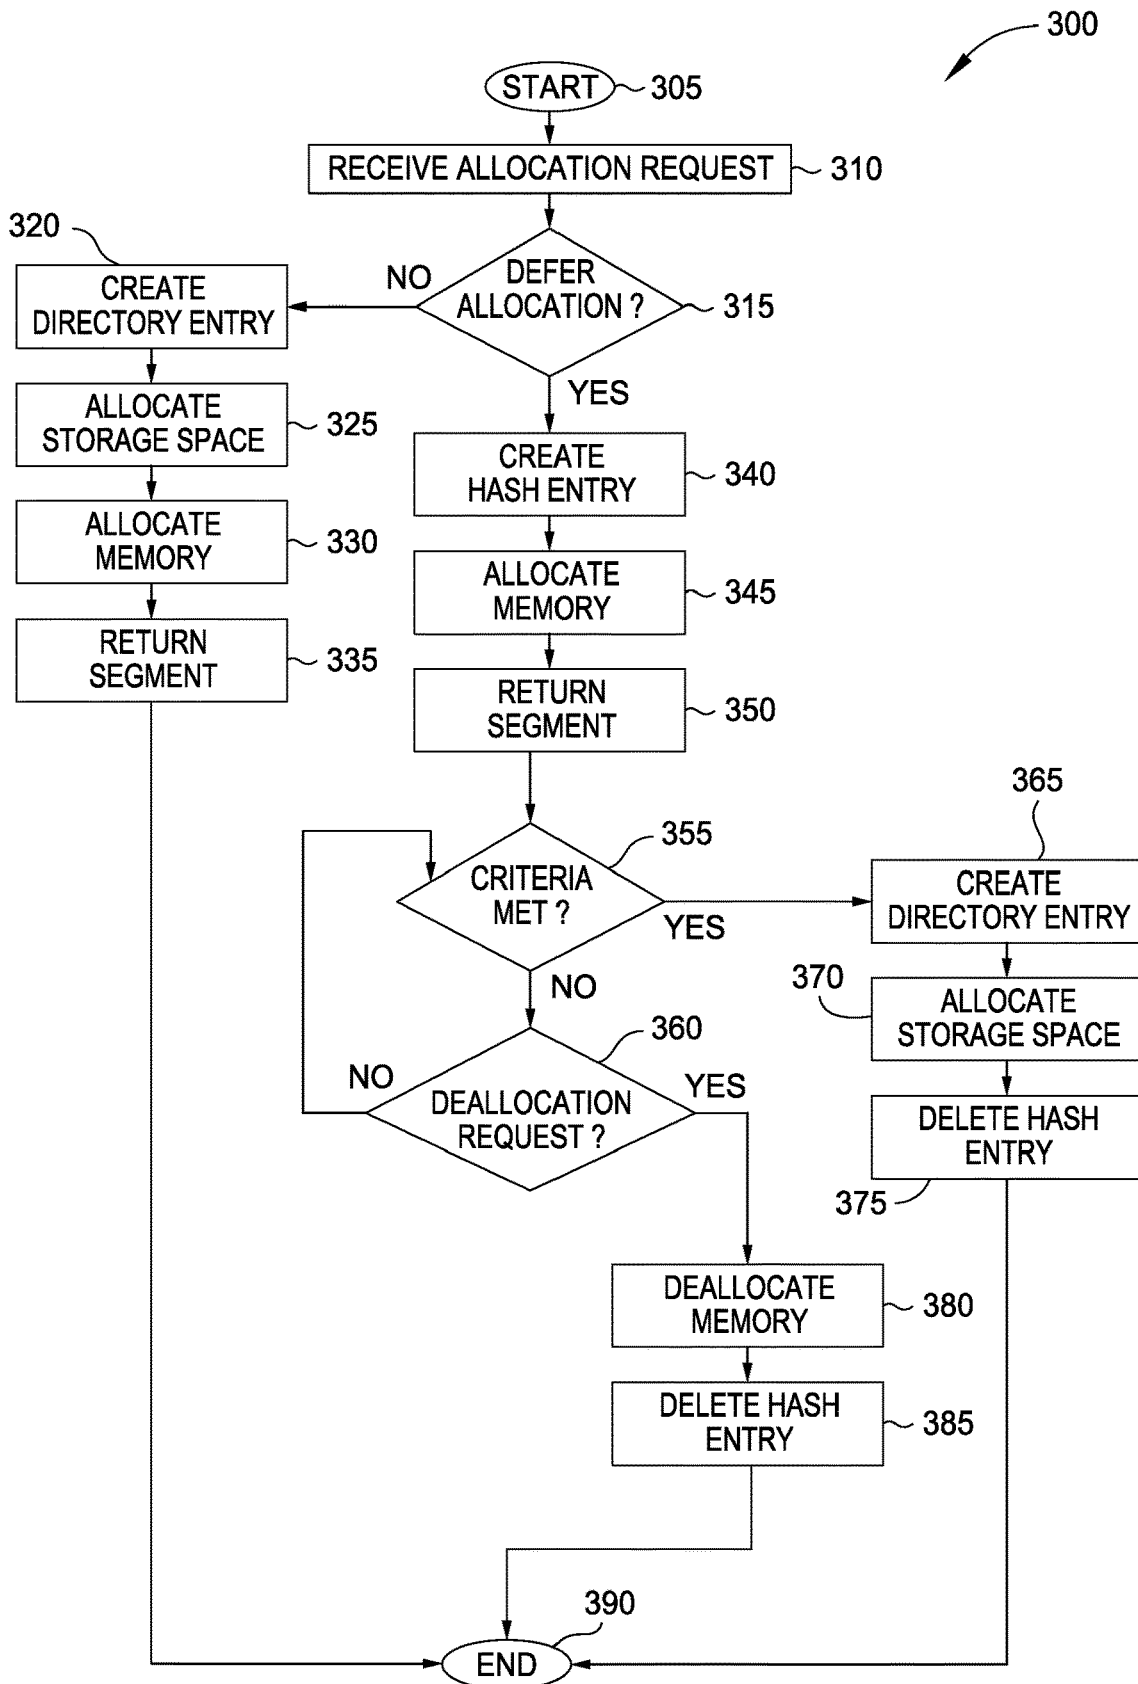 300
START
305
RECEIVE ALLOCATION REQUEST
310
DEFER
ALLOCATION ?
315
NO
YES
320
CREATE
DIRECTORY ENTRY
ALLOCATE
STORAGE SPACE
325
ALLOCATE
MEMORY
330
RETURN
SEGMENT
335
CREATE
HASH ENTRY
340
ALLOCATE
MEMORY
345
RETURN
SEGMENT
350
CRITERIA
MET ?
355
YES
NO
DEALLOCATION
REQUEST ?
360
NO
YES
365
CREATE
DIRECTORY ENTRY
370
ALLOCATE
STORAGE SPACE
DELETE HASH
ENTRY
375
DEALLOCATE
MEMORY
380
DELETE HASH
ENTRY
385
390
END